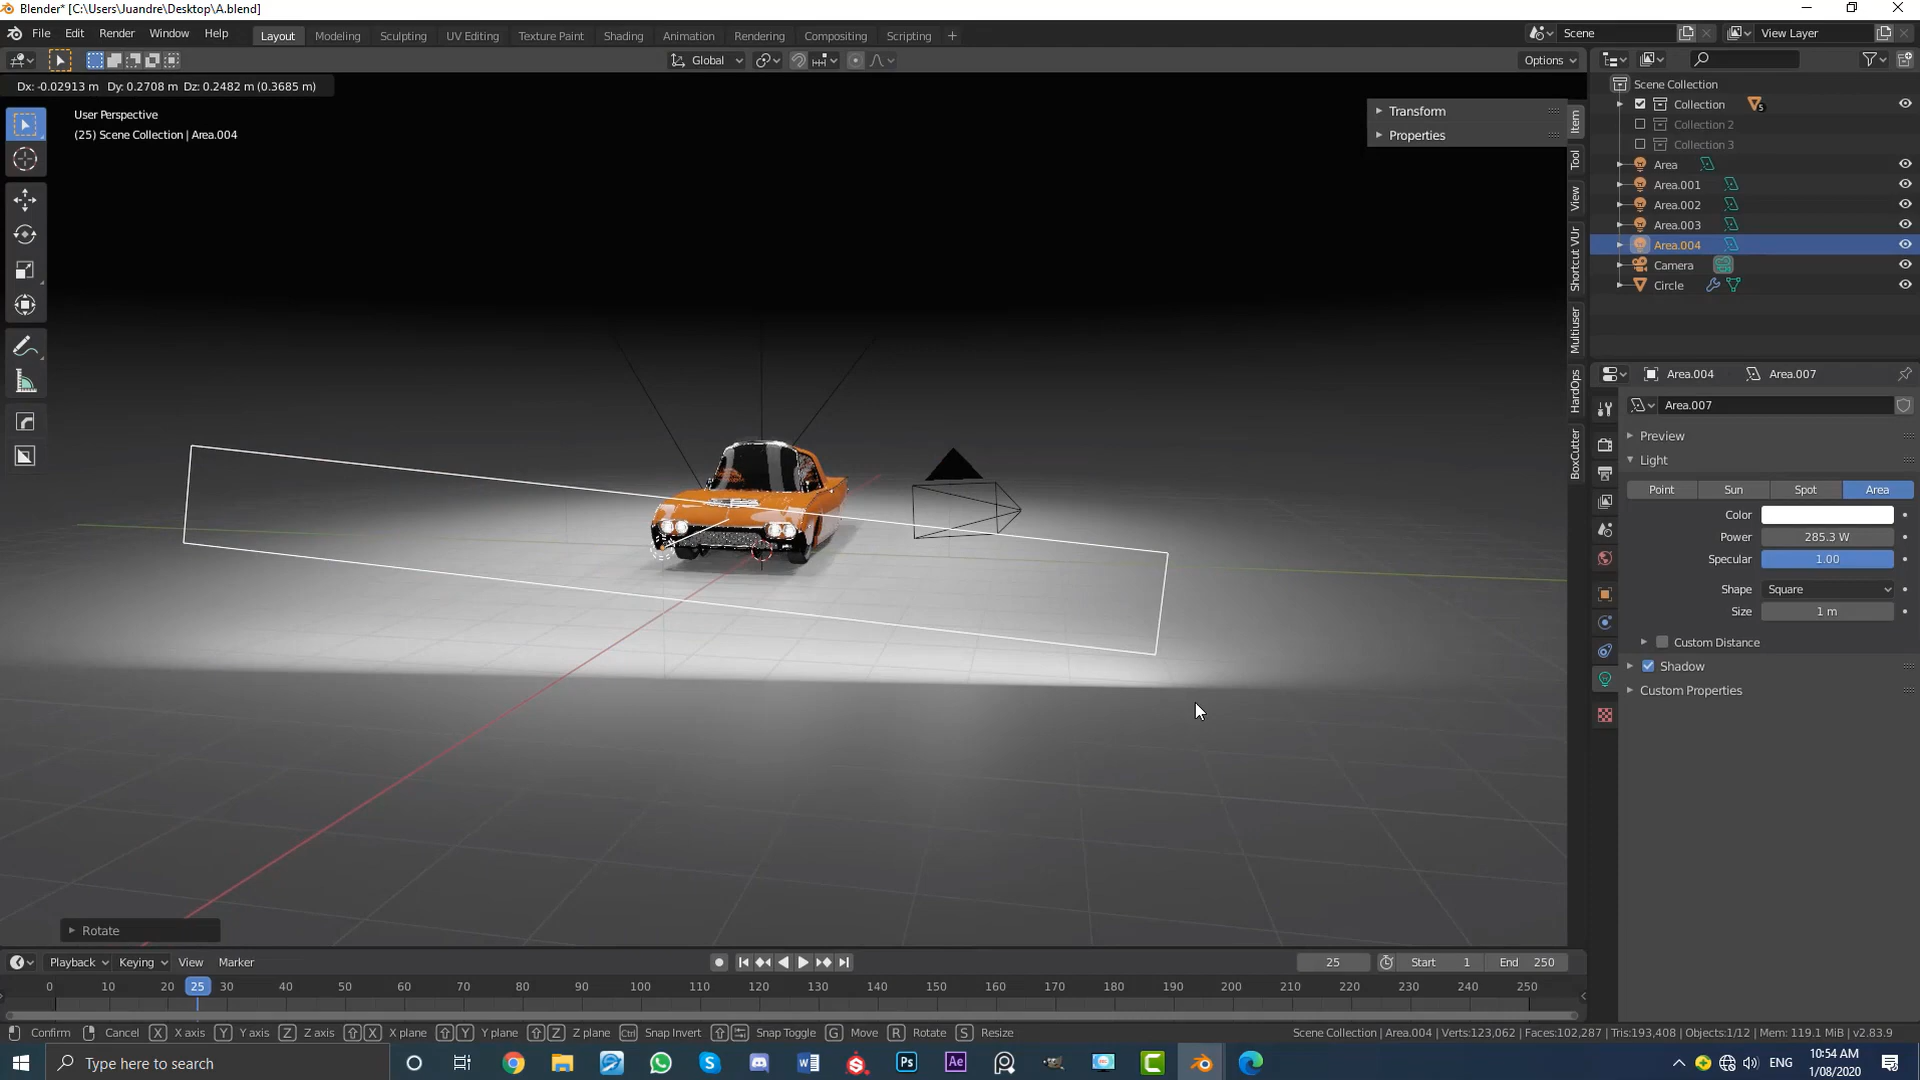 Blender* [C:\Users\Juandre\Desktop\A.blend]
File Edit Render Window Help Layout Modeling Sculpting UV Editing Texture Paint Shading Animation Rendering Compositing Scripting + Scene View Layer
Global Options
Dx: -0.02913 m Dy: 0.2708 m Dz: 0.2482 m (0.3685 m)
User Perspective
(25) Scene Collection | Area.004
Transform
Properties
Item
Tool
View
Shortcut VUr
Multiuser
HardOps
BoxCutter
Scene Collection
Collection 5
Collection 2
Collection 3
Area
Area.001
Area.002
Area.003
Area.004
Camera
Circle
Area.004 Area.007
Area.007
Preview
Light
Point Sun Spot Area
Color
Power 285.3 W
Specular 1.00
Shape Square
Size 1 m
Custom Distance
Shadow
Custom Properties
Rotate
Playback Keying View Marker 25 Start 1 End 250
0 10 20 25 30 40 50 60 70 80 90 100 110 120 130 140 150 160 170 180 190 200 210 220 230 240 250
Confirm Cancel X X axis Y Y axis Z Z axis X X plane Y Y plane Z Z plane Ctrl Snap Invert Snap Toggle G Move R Rotate S Resize Scene Collection | Area.004 | Verts:123,062 | Faces:102,287 | Tris:193,408 | Objects:1/12 | Mem: 119.1 MiB | v2.83.9
Type here to search
Ps Ae
ENG
10:54 AM
1/08/2020